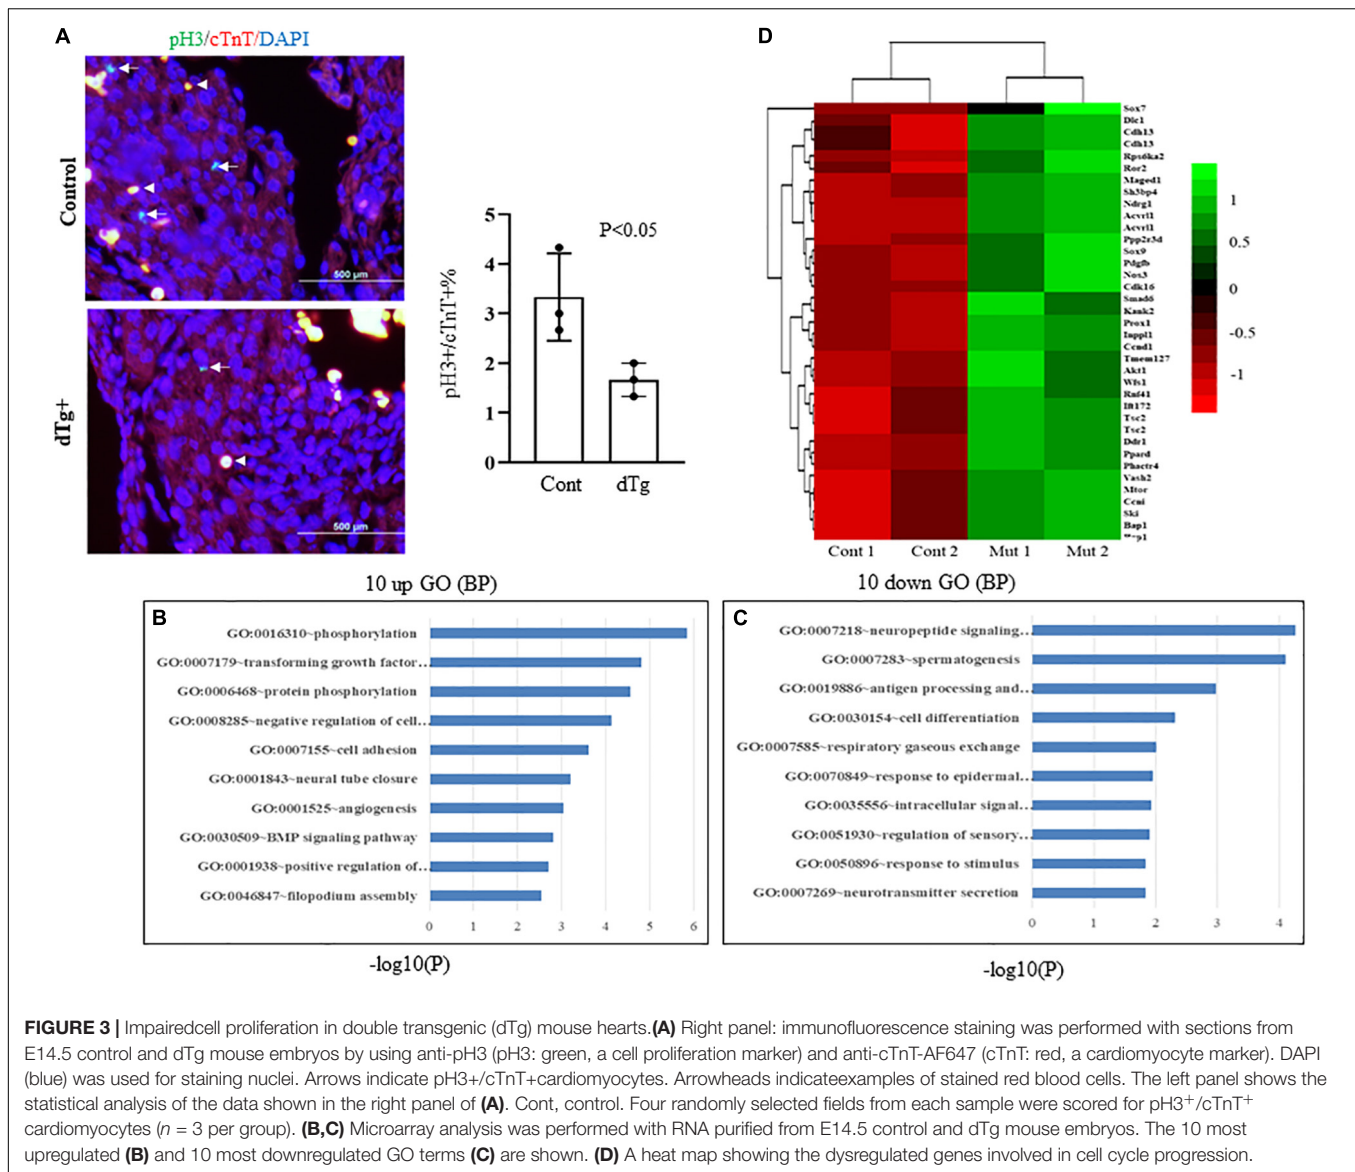 A
pH3/cTnT/DAPI
Control
500 μm
dTg+
500 μm
pH3+/cTnT+%
5
4
3
2
1
0
P<0.05
Cont
dTg
D
Sox7
Dlc1
Cdh13
Cdh13
Rps6ka2
Ror2
Maged1
Sh3bp4
Ndrg1
Acvrl1
Acvrl1
Ppp2r3d
Sox9
Pdgfb
Nos3
Cdk16
Smad6
Kank2
Prox1
Inppl1
Ccnd1
Tmem127
Akt1
Wfs1
Rnf41
Ift172
Tsc2
Tsc2
Ddr1
Ppard
Phactr4
Vash2
Mtor
Ccni
Ski
Bap1
1
0.5
0
-0.5
-1
Cont 1
Cont 2
Mut 1
Mut 2
10 up GO (BP)
B
GO:0016310~phosphorylation
GO:0007179~transforming growth factor…
GO:0006468~protein phosphorylation
GO:0008285~negative regulation of cell…
GO:0007155~cell adhesion
GO:0001843~neural tube closure
GO:0001525~angiogenesis
GO:0030509~BMP signaling pathway
GO:0001938~positive regulation of…
GO:0046847~filopodium assembly
0 1 2 3 4 5 6
-log10(P)
10 down GO (BP)
C
GO:0007218~neuropeptide signaling…
GO:0007283~spermatogenesis
GO:0019886~antigen processing and…
GO:0030154~cell differentiation
GO:0007585~respiratory gaseous exchange
GO:0070849~response to epidermal…
GO:0035556~intracellular signal…
GO:0051930~regulation of sensory…
GO:0050896~response to stimulus
GO:0007269~neurotransmitter secretion
0 1 2 3 4
-log10(P)
FIGURE 3 | Impairedcell proliferation in double transgenic (dTg) mouse hearts.(A) Right panel: immunofluorescence staining was performed with sections from
E14.5 control and dTg mouse embryos by using anti-pH3 (pH3: green, a cell proliferation marker) and anti-cTnT-AF647 (cTnT: red, a cardiomyocyte marker). DAPI
(blue) was used for staining nuclei. Arrows indicate pH3+/cTnT+cardiomyocytes. Arrowheads indicateexamples of stained red blood cells. The left panel shows the
statistical analysis of the data shown in the right panel of (A). Cont, control. Four randomly selected fields from each sample were scored for pH3+/cTnT+
cardiomyocytes (n = 3 per group). (B,C) Microarray analysis was performed with RNA purified from E14.5 control and dTg mouse embryos. The 10 most
upregulated (B) and 10 most downregulated GO terms (C) are shown. (D) A heat map showing the dysregulated genes involved in cell cycle progression.